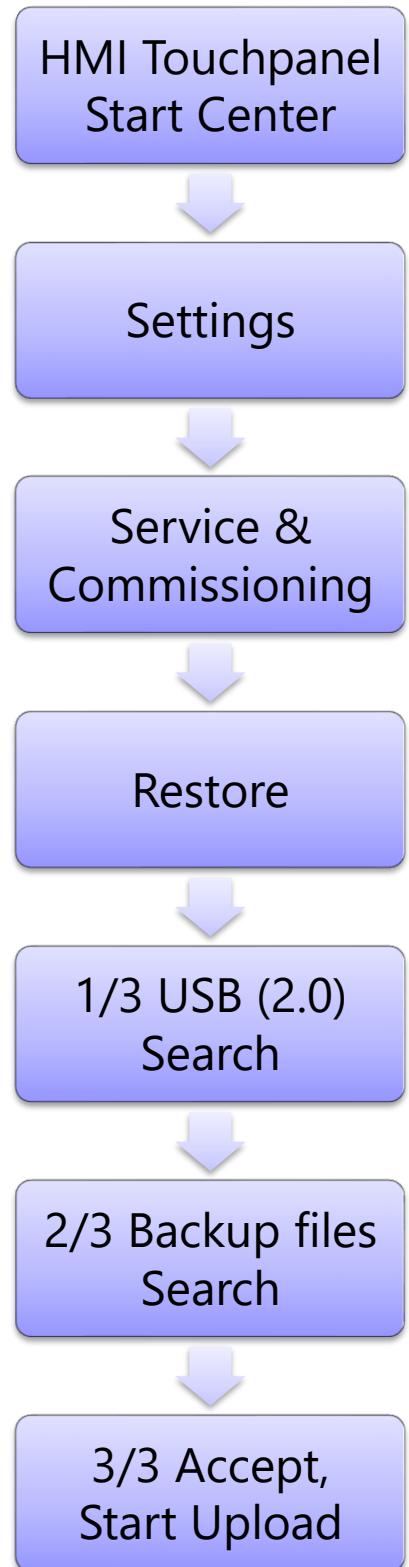 HMI Touchpanel
Start Center
Settings
Service &
Commissioning
Restore
1/3 USB (2.0)
Search
2/3 Backup files
Search
3/3 Accept,
Start Upload